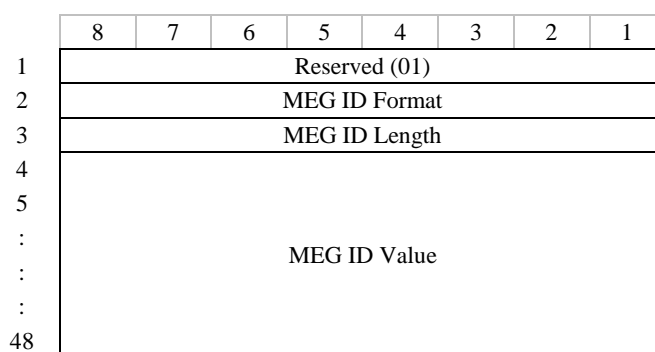 8 7 6 5 4 3 2 1
1 Reserved (01)
2 MEG ID Format
3 MEG ID Length
4
5
:
: MEG ID Value
:
:
48